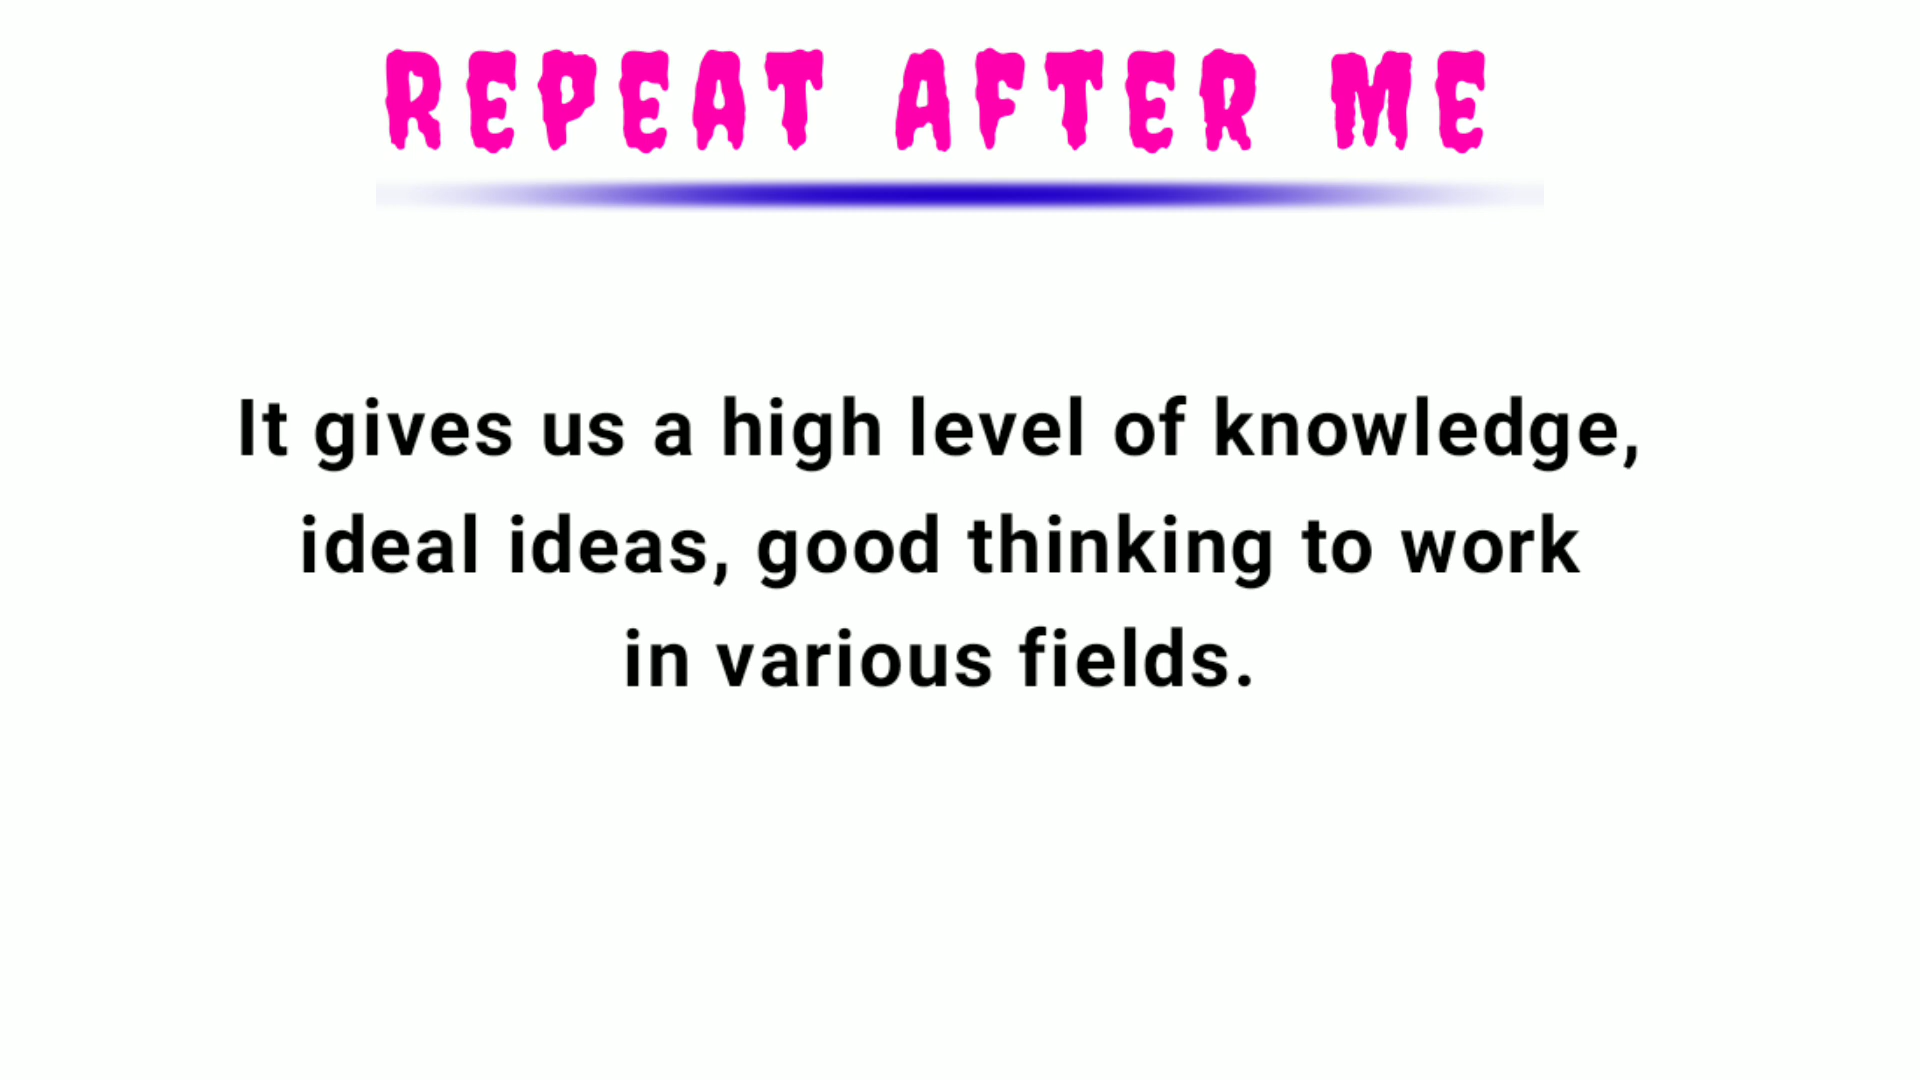 REPEAT AFTER ME
It gives us a high level of knowledge,
ideal ideas, good thinking to work
in various fields.